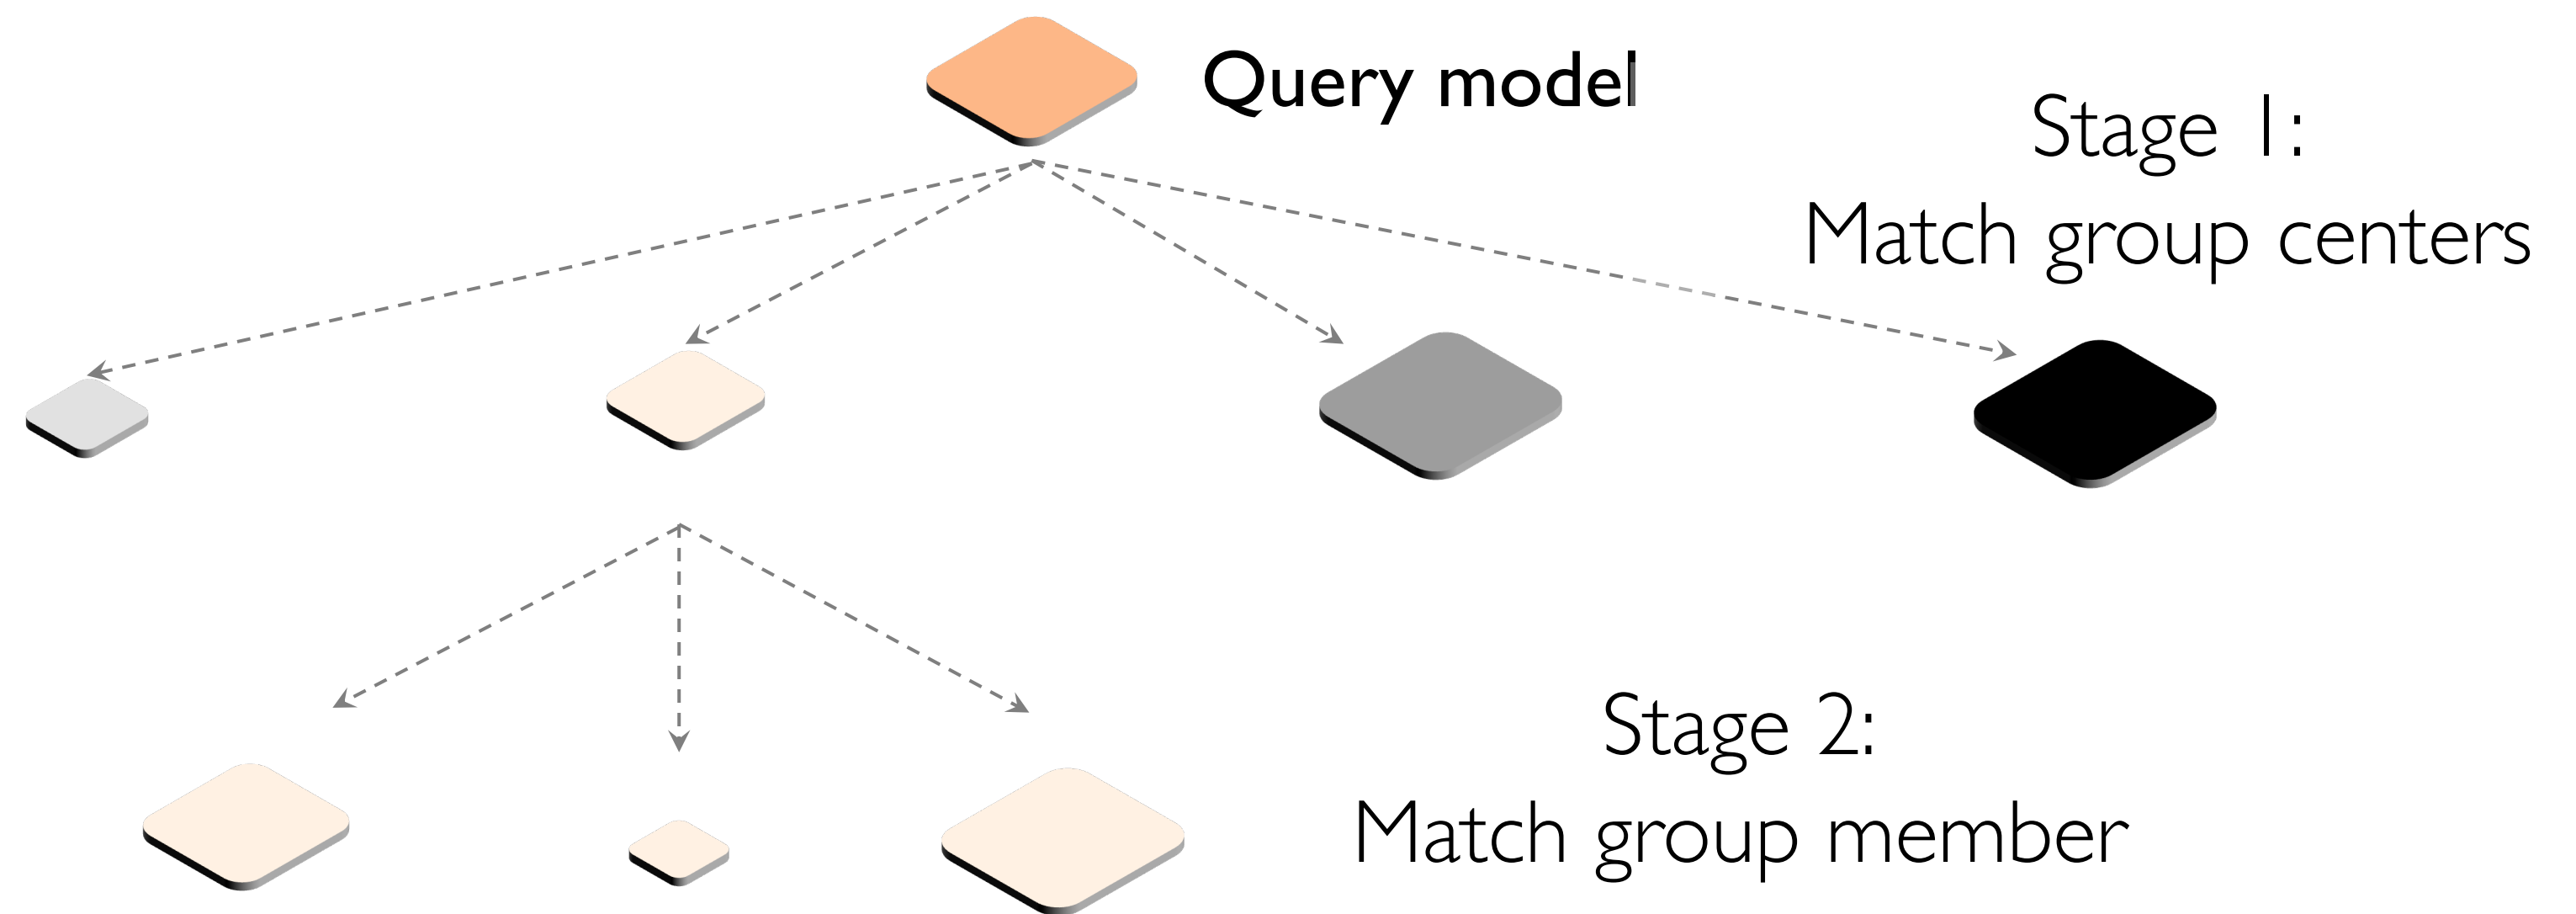 Query model
Stage 1:
Match group centers
Stage 2:
Match group member